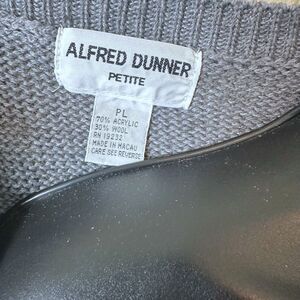 ALFRED DUNNER
PETITE
PL
70% ACRYLIC
30% WOOL
RN 19232
MADE IN MACAU
CARE SEE REVERSE